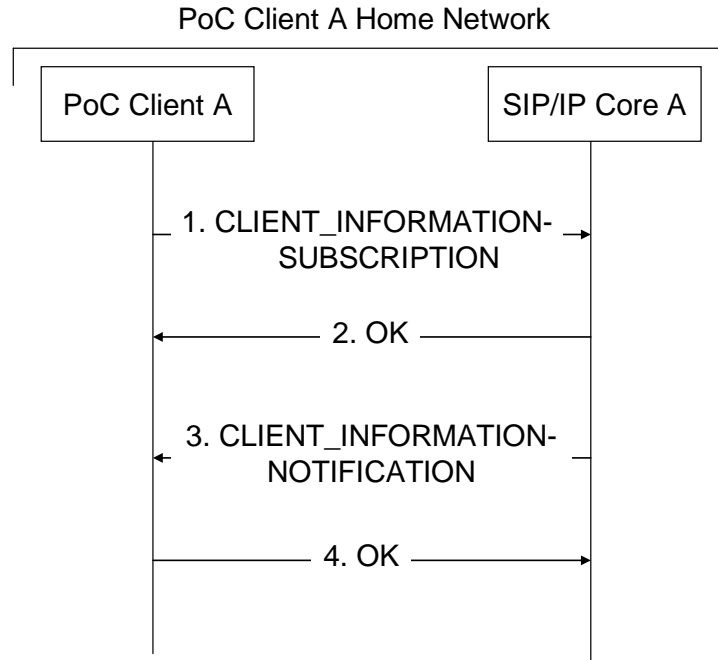 PoC Client A Home Network
PoC Client A
SIP/IP Core A
1. CLIENT_INFORMATION-
SUBSCRIPTION
2. OK
3. CLIENT_INFORMATION-
NOTIFICATION
4. OK